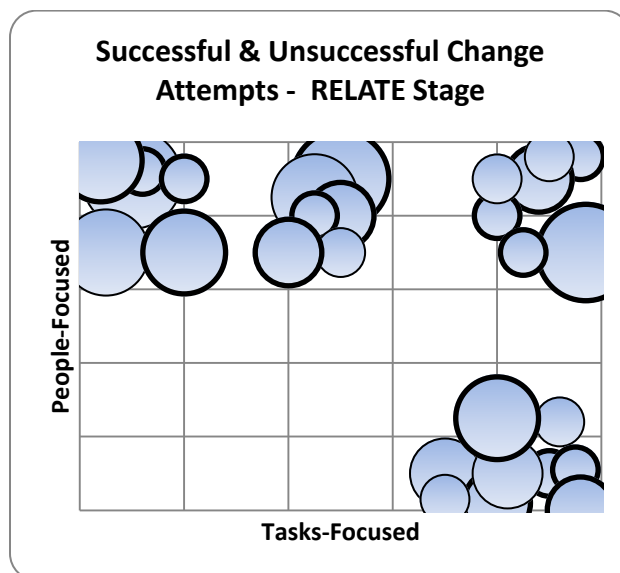 Successful & Unsuccessful Change
Attempts - RELATE Stage
People-Focused
Tasks-Focused